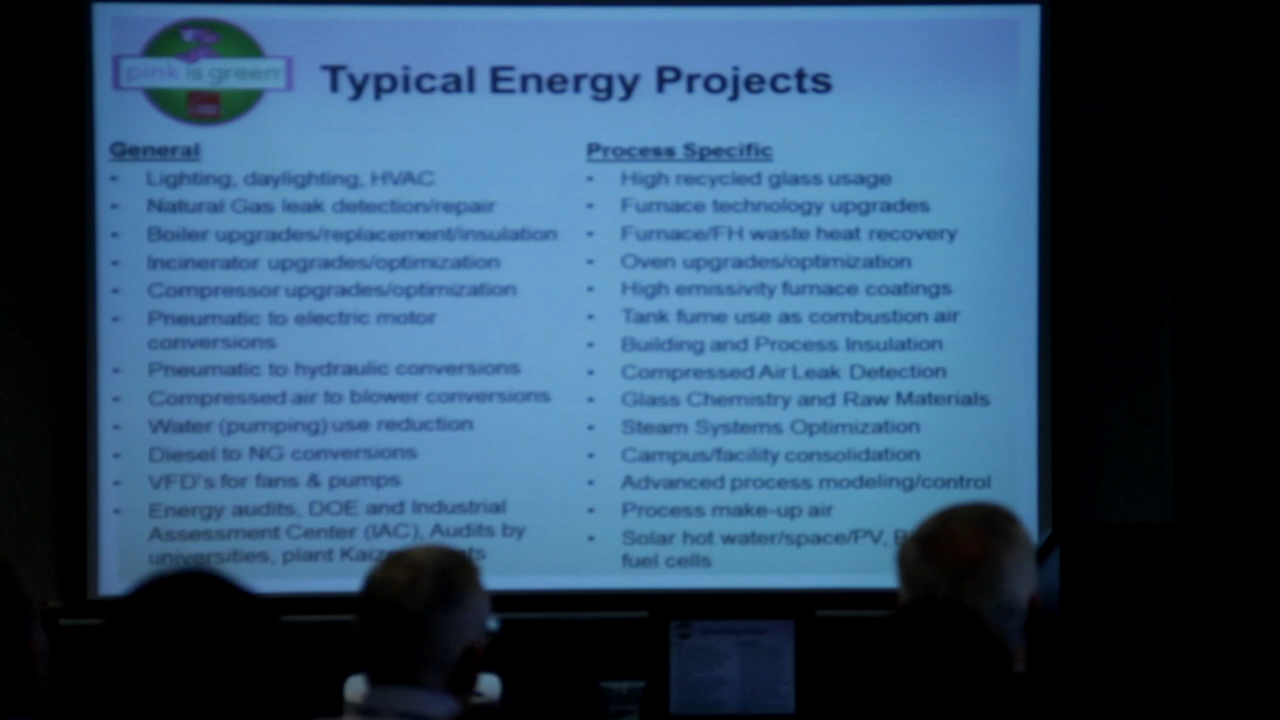 pink is green
Typical Energy Projects
General
• Lighting, daylighting, HVAC
• Natural Gas leak detection/repair
• Boiler upgrades/replacement/insulation
• Incinerator upgrades/optimization
• Compressor upgrades/optimization
• Pneumatic to electric motor
conversions
• Pneumatic to hydraulic conversions
• Compressed air to blower conversions
• Water (pumping) use reduction
• Diesel to NG conversions
• VFD's for fans & pumps
• Energy audits, DOE and Industrial
Assessment Center (IAC), Audits by
universities, plant
Process Specific
• High recycled glass usage
• Furnace technology upgrades
• Furnace/FH waste heat recovery
• Oven upgrades/optimization
• High emissivity furnace coatings
• Tank fume use as combustion air
• Building and Process Insulation
• Compressed Air Leak Detection
• Glass Chemistry and Raw Materials
• Steam Systems Optimization
• Campus/facility consolidation
• Advanced process modeling/control
• Process make-up air
• Solar hot water/space/PV,
fuel cells